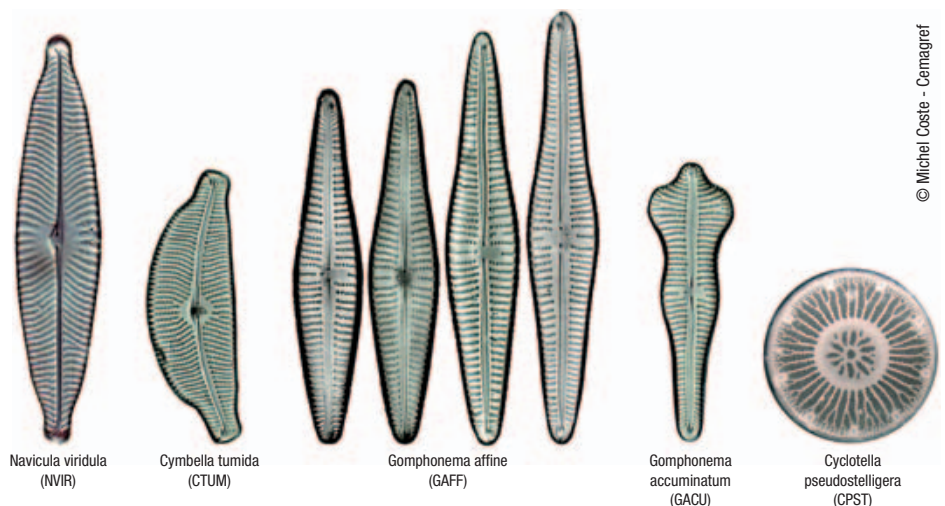 © Michel Coste - Cemagref
Navicula viridula
(NVIR)
Cymbella tumida
(CTUM)
Gomphonema affine
(GAFF)
Gomphonema
accuminatum
(GACU)
Cyclotella
pseudostelligera
(CPST)